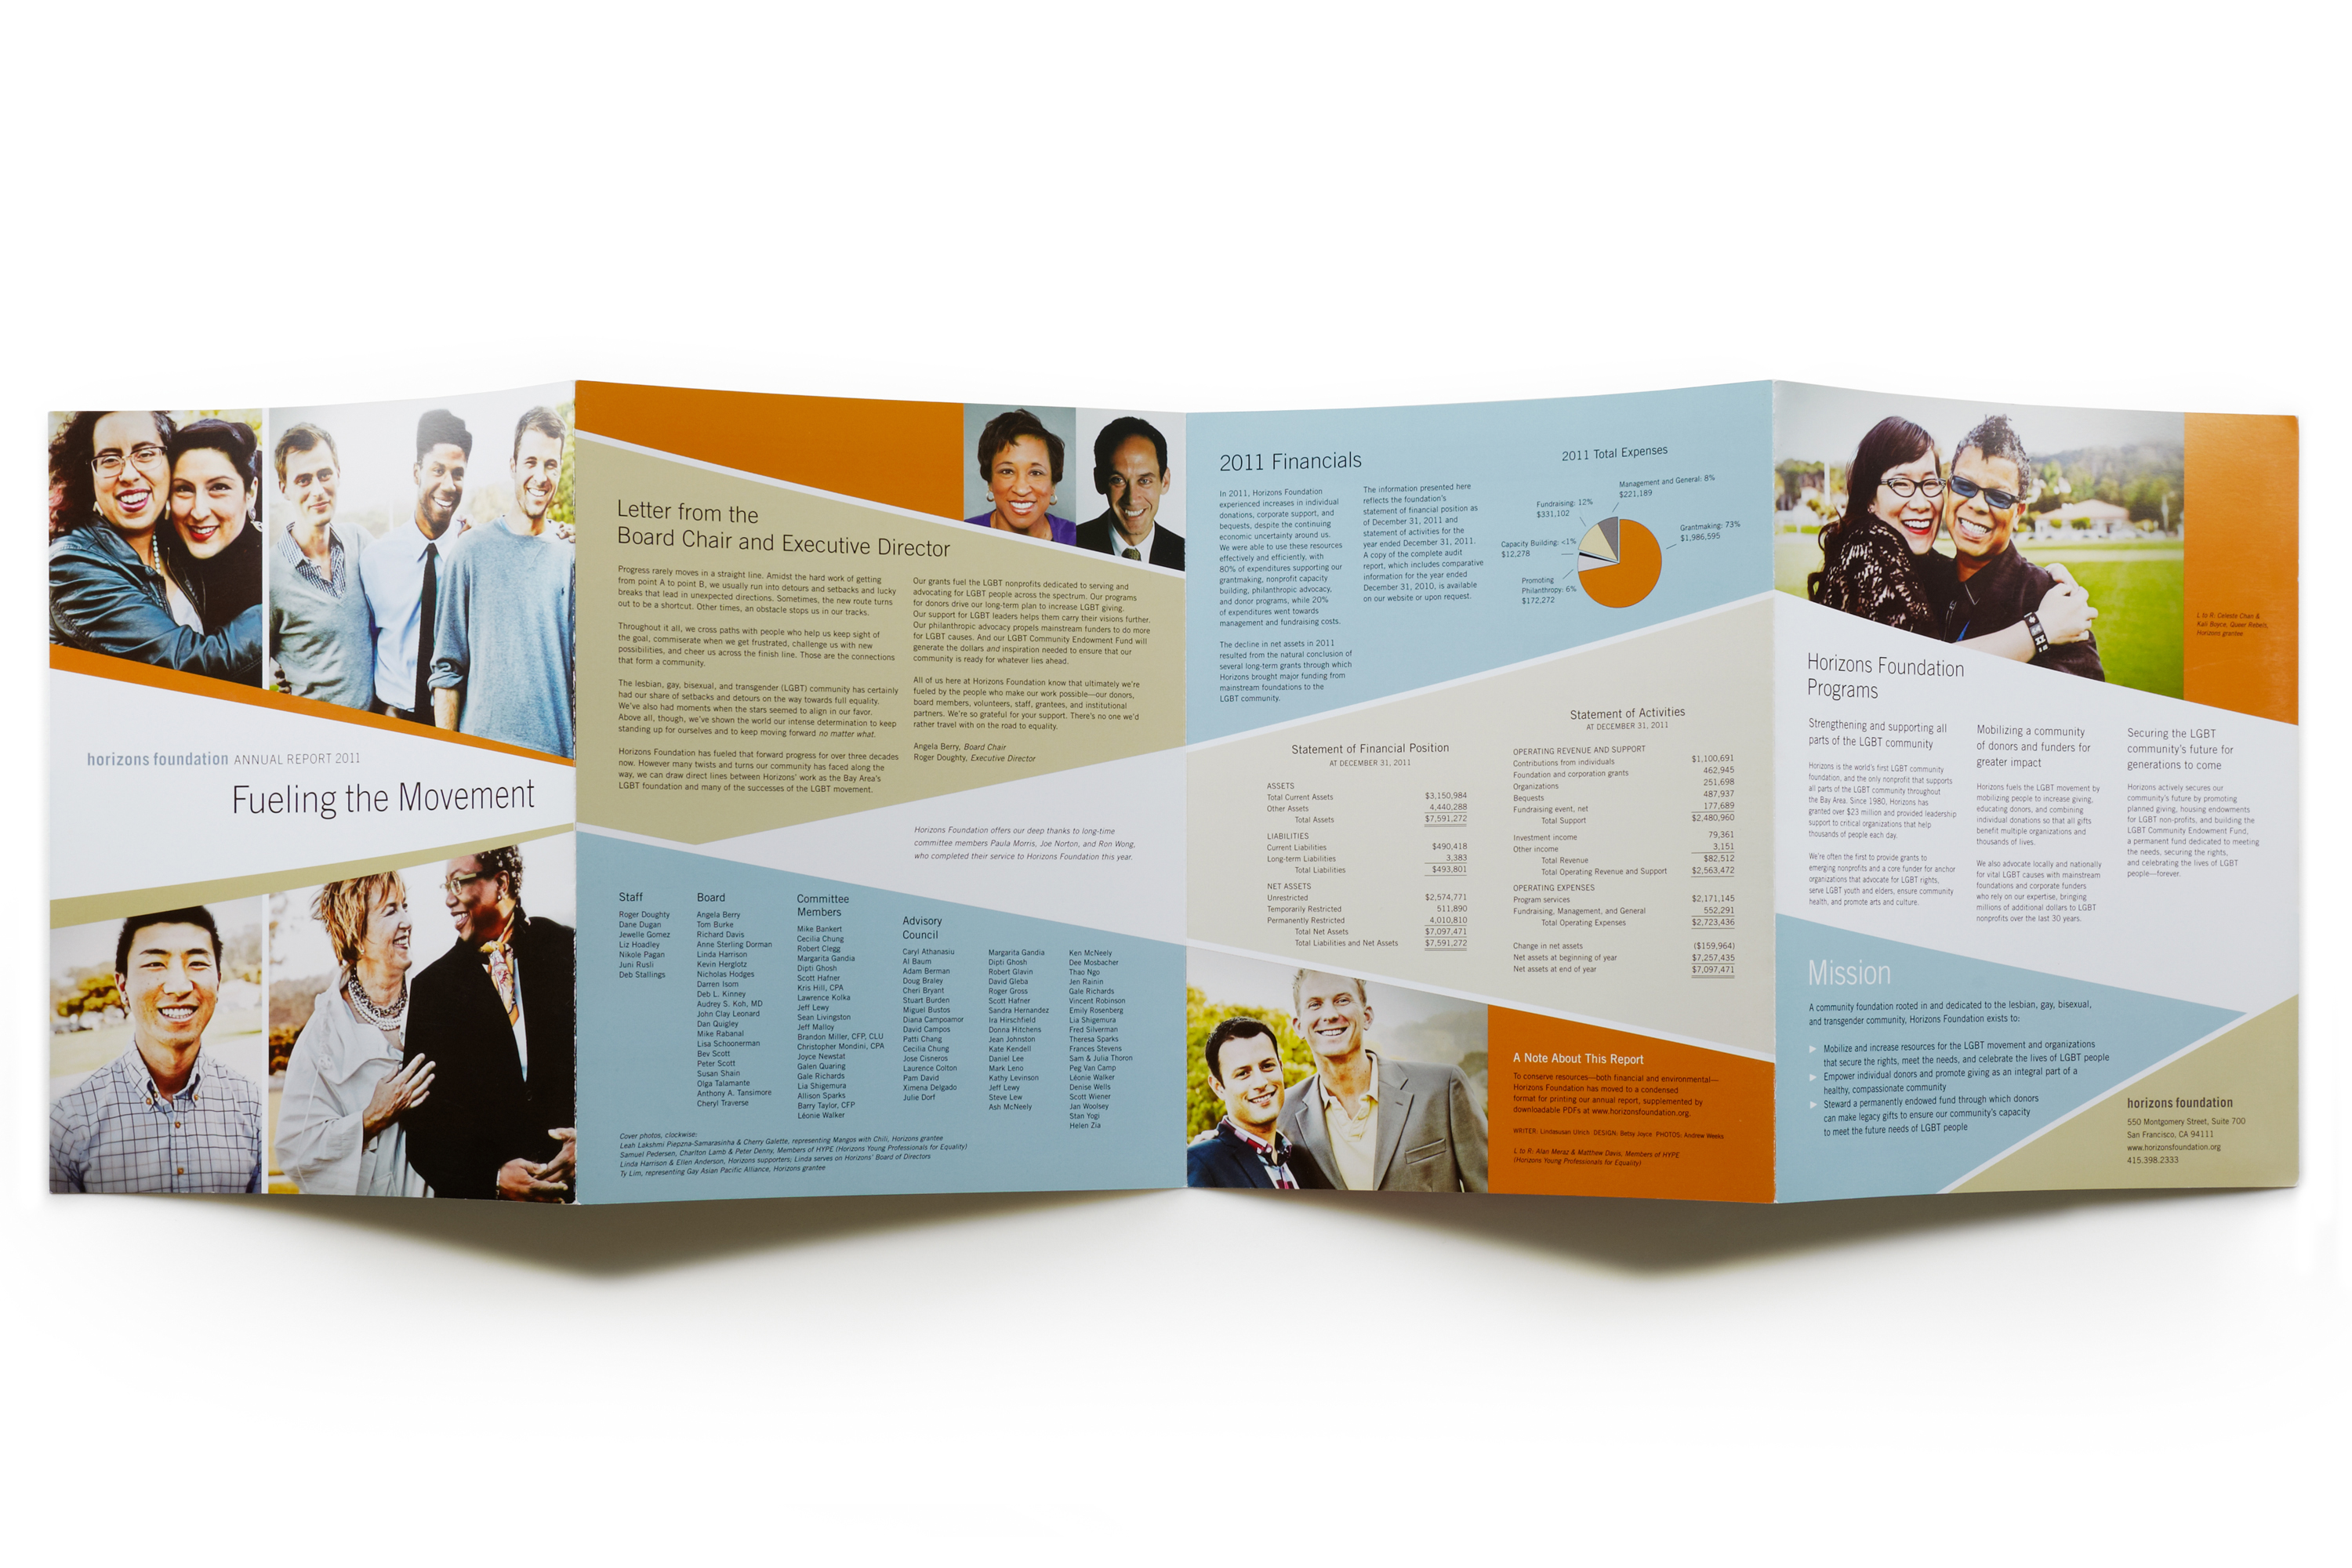 horizons foundation ANNUAL REPORT 2011
Fueling the Movement
Letter from the
Board Chair and Executive Director
Progress rarely moves in a straight line. Amidst the hard work of getting
from point A to point B, we usually run into detours and setbacks and lucky
breaks that lead in unexpected directions. Sometimes, the new route turns
out to be a shortcut. Other times, an obstacle stops us in our tracks.
Throughout it all, we cross paths with people who help us keep sight of
the goal, commiserate when we get frustrated, challenge us with new
possibilities, and cheer us across the finish line. Those are the connections
that form a community.
The lesbian, gay, bisexual, and transgender (LGBT) community has certainly
had our share of setbacks and detours on the way towards full equality.
We've also had moments when the stars seemed to align in our favor.
Above all, though, we've shown the world our intense determination to keep
standing up for ourselves and to keep moving forward no matter what.
Horizons Foundation has fueled that forward progress for over three decades
now. However many twists and turns our community has faced along the
way, we can draw direct lines between Horizons' work as the Bay Area's
LGBT foundation and many of the successes of the LGBT movement.
Our grants fuel the LGBT nonprofits dedicated to serving and
advocating for LGBT people across the spectrum. Our programs
for donors drive our long-term plan to increase LGBT giving.
Our support for LGBT leaders helps them carry their visions further.
Our philanthropic advocacy propels mainstream funders to do more
for LGBT causes. And our LGBT Community Endowment Fund will
generate the dollars and inspiration needed to ensure that our
community is ready for whatever lies ahead.
All of us here at Horizons Foundation know that ultimately we're
fueled by the people who make our work possible—our donors,
board members, volunteers, staff, grantees, and institutional
partners. We're so grateful for your support. There's no one we'd
rather travel with on the road to equality.
Angela Berry, Board Chair
Roger Doughty, Executive Director
Horizons Foundation offers our deep thanks to long-time
committee members Paula Morris, Joe Norton, and Ron Wong,
who completed their service to Horizons Foundation this year.
Staff
Roger Doughty
Dane Dugan
Jewelle Gomez
Liz Hoadley
Nikole Pagan
Juni Rusli
Deb Stallings
Board
Angela Berry
Tom Burke
Richard Davis
Anne Sterling Dorman
Linda Harrison
Kevin Herglotz
Nicholas Hodges
Darren Isom
Deb L. Kinney
Audrey S. Koh, MD
John Clay Leonard
Dan Quigley
Mike Rabanal
Lisa Schoonerman
Bev Scott
Peter Scott
Susan Shain
Olga Talamante
Anthony A. Tansimore
Cheryl Traverse
Committee
Members
Mike Bankert
Cecilia Chung
Robert Clegg
Margarita Gandia
Dipti Ghosh
Scott Hafner
Kris Hill, CPA
Lawrence Kolka
Jeff Lewy
Sean Livingston
Jeff Malloy
Brandon Miller, CFP, CLU
Christopher Mondini, CPA
Joyce Newstat
Galen Quaring
Gale Richards
Lia Shigemura
Allison Sparks
Barry Taylor, CFP
Léonie Walker
Advisory
Council
Caryl Athanasiu
Al Baum
Adam Berman
Doug Braley
Cheri Bryant
Stuart Burden
Miguel Bustos
Diana Campoamor
David Campos
Patti Chang
Cecilia Chung
Jose Cisneros
Laurence Colton
Pam David
Ximena Delgado
Julie Dorf
Margarita Gandia
Dipti Ghosh
Robert Glavin
David Gleba
Roger Gross
Scott Hafner
Sandra Hernandez
Ira Hirschfield
Donna Hitchens
Jean Johnston
Kate Kendell
Daniel Lee
Mark Leno
Kathy Levinson
Jeff Lewy
Steve Lew
Ash McNeely
Ken McNeely
Dee Mosbacher
Thao Ngo
Jen Rainin
Gale Richards
Vincent Robinson
Emily Rosenberg
Lia Shigemura
Fred Silverman
Theresa Sparks
Frances Stevens
Sam & Julia Thoron
Peg Van Camp
Léonie Walker
Denise Wells
Scott Wiener
Jan Woolsey
Stan Yogi
Helen Zia
Cover photos, clockwise:
Leah Lakshmi Piepzna-Samarasinha & Cherry Galette, representing Mangos with Chili, Horizons grantee
Samuel Pedersen, Charlton Lamb & Peter Denny, Members of HYPE (Horizons Young Professionals for Equality)
Linda Harrison & Ellen Anderson, Horizons supporters; Linda serves on Horizons' Board of Directors
Ty Lim, representing Gay Asian Pacific Alliance, Horizons grantee
2011 Financials
In 2011, Horizons Foundation
experienced increases in individual
donations, corporate support, and
bequests, despite the continuing
economic uncertainty around us.
We were able to use these resources
effectively and efficiently, with
80% of expenditures supporting our
grantmaking, nonprofit capacity
building, philanthropic advocacy,
and donor programs, while 20%
of expenditures went towards
management and fundraising costs.
The decline in net assets in 2011
resulted from the natural conclusion of
several long-term grants through which
Horizons brought major funding from
mainstream foundations to the
LGBT community.
The information presented here
reflects the foundation's
statement of financial position as
of December 31, 2011 and
statement of activities for the
year ended December 31, 2011.
A copy of the complete audit
report, which includes comparative
information for the year ended
December 31, 2010, is available
on our website or upon request.
2011 Total Expenses
Management and General: 8%
$221,189
Fundraising: 12%
$331,102
Grantmaking: 73%
$1,986,595
Capacity Building: <1%
$12,278
Promoting
Philanthropy: 6%
$172,272
Statement of Financial Position
AT DECEMBER 31, 2011
ASSETS
Total Current Assets $3,150,984
Other Assets 4,440,288
Total Assets $7,591,272
LIABILITIES
Current Liabilities $490,418
Long-term Liabilities 3,383
Total Liabilities $493,801
NET ASSETS
Unrestricted $2,574,771
Temporarily Restricted 511,890
Permanently Restricted 4,010,810
Total Net Assets $7,097,471
Total Liabilities and Net Assets $7,591,272
Statement of Activities
AT DECEMBER 31, 2011
OPERATING REVENUE AND SUPPORT
Contributions from individuals $1,100,691
Foundation and corporation grants 462,945
Organizations 251,698
Bequests 487,937
Fundraising event, net 177,689
Total Support $2,480,960
Investment income 79,361
Other income 3,151
Total Revenue $82,512
Total Operating Revenue and Support $2,563,472
OPERATING EXPENSES
Program services $2,171,145
Fundraising, Management, and General 552,291
Total Operating Expenses $2,723,436
Change in net assets ($159,964)
Net assets at beginning of year $7,257,435
Net assets at end of year $7,097,471
A Note About This Report
To conserve resources—both financial and environmental—
Horizons Foundation has moved to a condensed
format for printing our annual report, supplemented by
downloadable PDFs at www.horizonsfoundation.org.
WRITER: Lindasusan Ulrich. DESIGN: Betsy Joyce. PHOTOS: Andrew Weeks.
L to R: Alan Meraz & Matthew Davis, Members of HYPE
(Horizons Young Professionals for Equality)
L to R: Celeste Chan &
Kali Boyce, Queer Rebels,
Horizons grantee
Horizons Foundation
Programs
Strengthening and supporting all
parts of the LGBT community
Horizons is the world's first LGBT community
foundation, and the only nonprofit that supports
all parts of the LGBT community throughout
the Bay Area. Since 1980, Horizons has
granted over $23 million and provided leadership
support to critical organizations that help
thousands of people each day.
We're often the first to provide grants to
emerging nonprofits and a core funder for anchor
organizations that advocate for LGBT rights,
serve LGBT youth and elders, ensure community
health, and promote arts and culture.
Mobilizing a community
of donors and funders for
greater impact
Horizons fuels the LGBT movement by
mobilizing people to increase giving,
educating donors, and combining
individual donations so that all gifts
benefit multiple organizations and
thousands of lives.
We also advocate locally and nationally
for vital LGBT causes with mainstream
foundations and corporate funders
who rely on our expertise, bringing
millions of additional dollars to LGBT
nonprofits over the last 30 years.
Securing the LGBT
community's future for
generations to come
Horizons actively secures our
community's future by promoting
planned giving, housing endowments
for LGBT non-profits, and building the
LGBT Community Endowment Fund,
a permanent fund dedicated to meeting
the needs, securing the rights,
and celebrating the lives of LGBT
people—forever.
Mission
A community foundation rooted in and dedicated to the lesbian, gay, bisexual,
and transgender community, Horizons Foundation exists to:
Mobilize and increase resources for the LGBT movement and organizations
that secure the rights, meet the needs, and celebrate the lives of LGBT people
Empower individual donors and promote giving as an integral part of a
healthy, compassionate community
Steward a permanently endowed fund through which donors
can make legacy gifts to ensure our community's capacity
to meet the future needs of LGBT people
horizons foundation
550 Montgomery Street, Suite 700
San Francisco, CA 94111
www.horizonsfoundation.org
415.398.2333